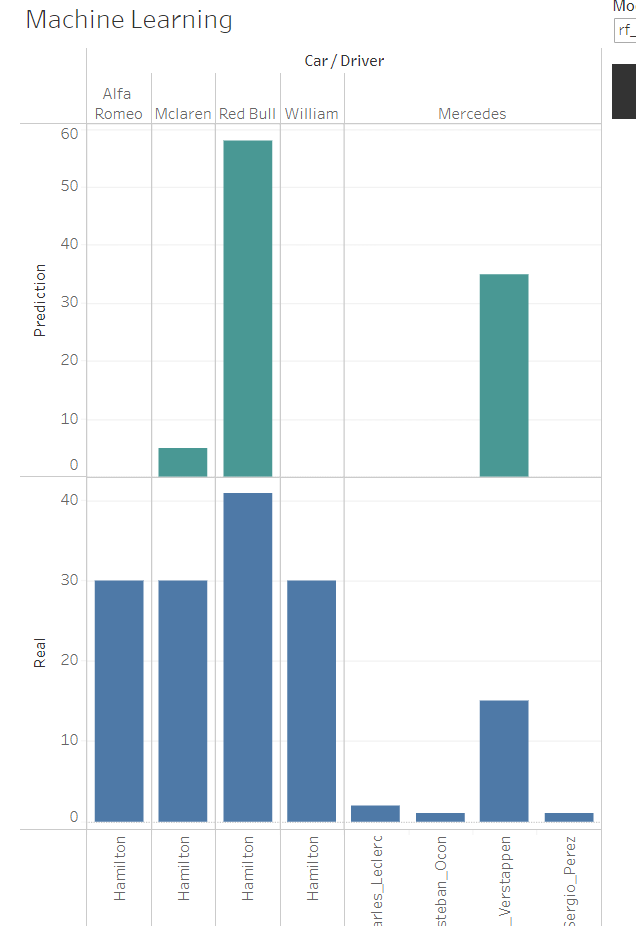 Machine Learning
Mo
rf_
Car / Driver
Alfa
Romeo
Mclaren
Red Bull
William
Mercedes
Prediction
60
50
40
30
20
10
0
Real
40
30
20
10
0
Hamilton
Hamilton
Hamilton
Hamilton
arles_Leclerc
steban_Ocon
_Verstappen
Sergio_Perez